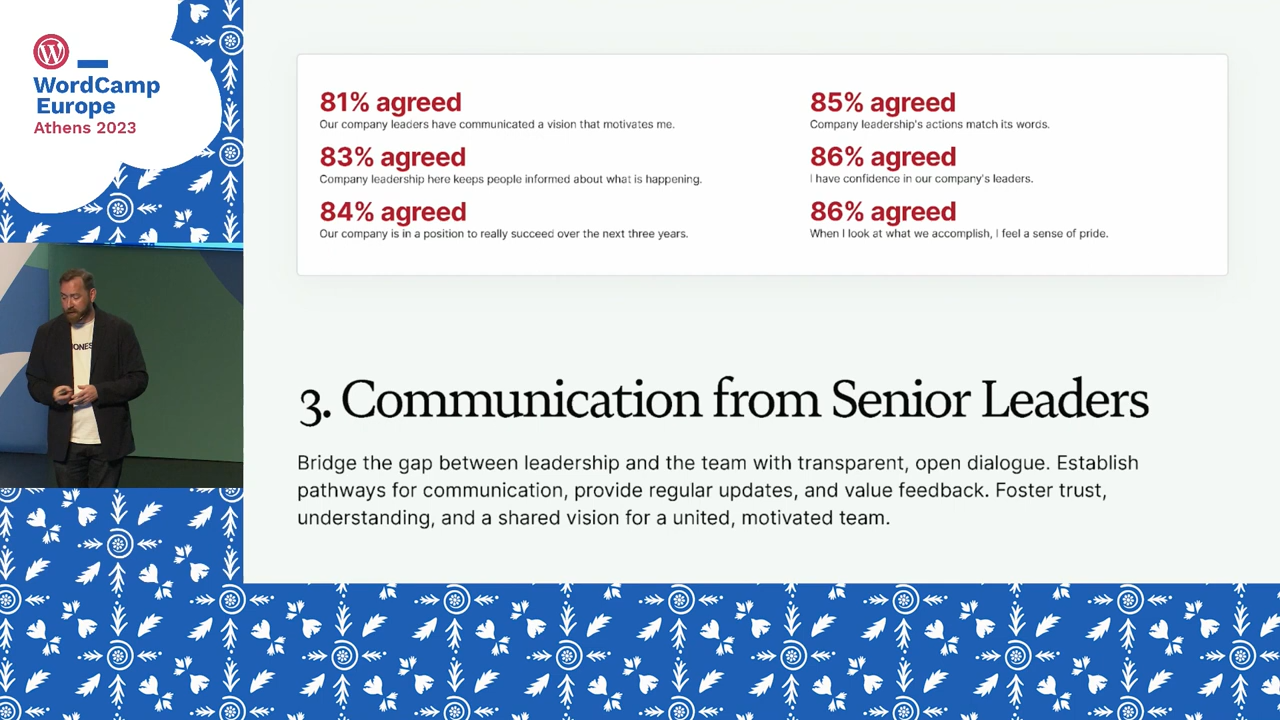 WordCamp
Europe
Athens 2023
81% agreed
Our company leaders have communicated a vision that motivates me.
83% agreed
Company leadership here keeps people informed about what is happening.
84% agreed
Our company is in a position to really succeed over the next three years.
85% agreed
Company leadership's actions match its words.
86% agreed
I have confidence in our company's leaders.
86% agreed
When I look at what we accomplish, I feel a sense of pride.
3. Communication from Senior Leaders
Bridge the gap between leadership and the team with transparent, open dialogue. Establish
pathways for communication, provide regular updates, and value feedback. Foster trust,
understanding, and a shared vision for a united, motivated team.